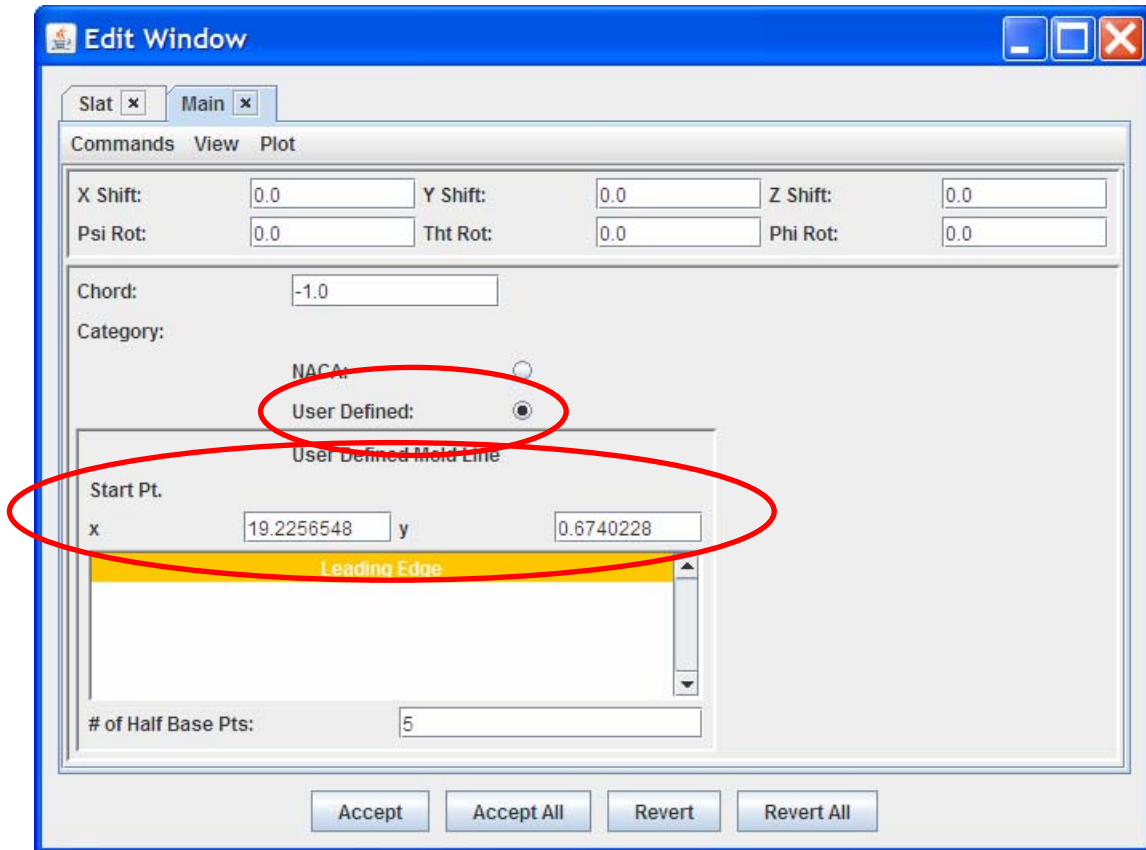 Edit Window
Slat Main
Commands View Plot
X Shift: 0.0 Y Shift: 0.0 Z Shift: 0.0
Psi Rot: 0.0 Tht Rot: 0.0 Phi Rot: 0.0
Chord: -1.0
Category:
NACA:
User Defined:
User Defined Mold Line
Start Pt.
x 19.2256548 y 0.6740228
Leading Edge
# of Half Base Pts: 5
Accept Accept All Revert Revert All